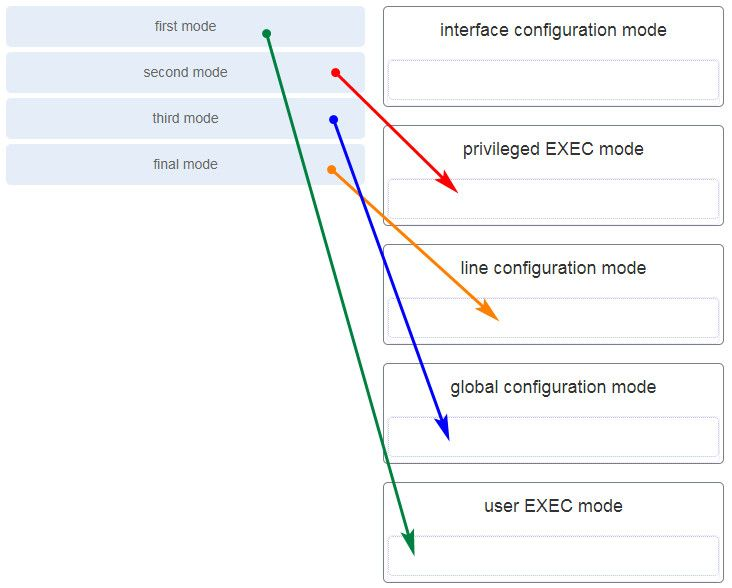 first mode
second mode
third mode
final mode
interface configuration mode
privileged EXEC mode
line configuration mode
global configuration mode
user EXEC mode